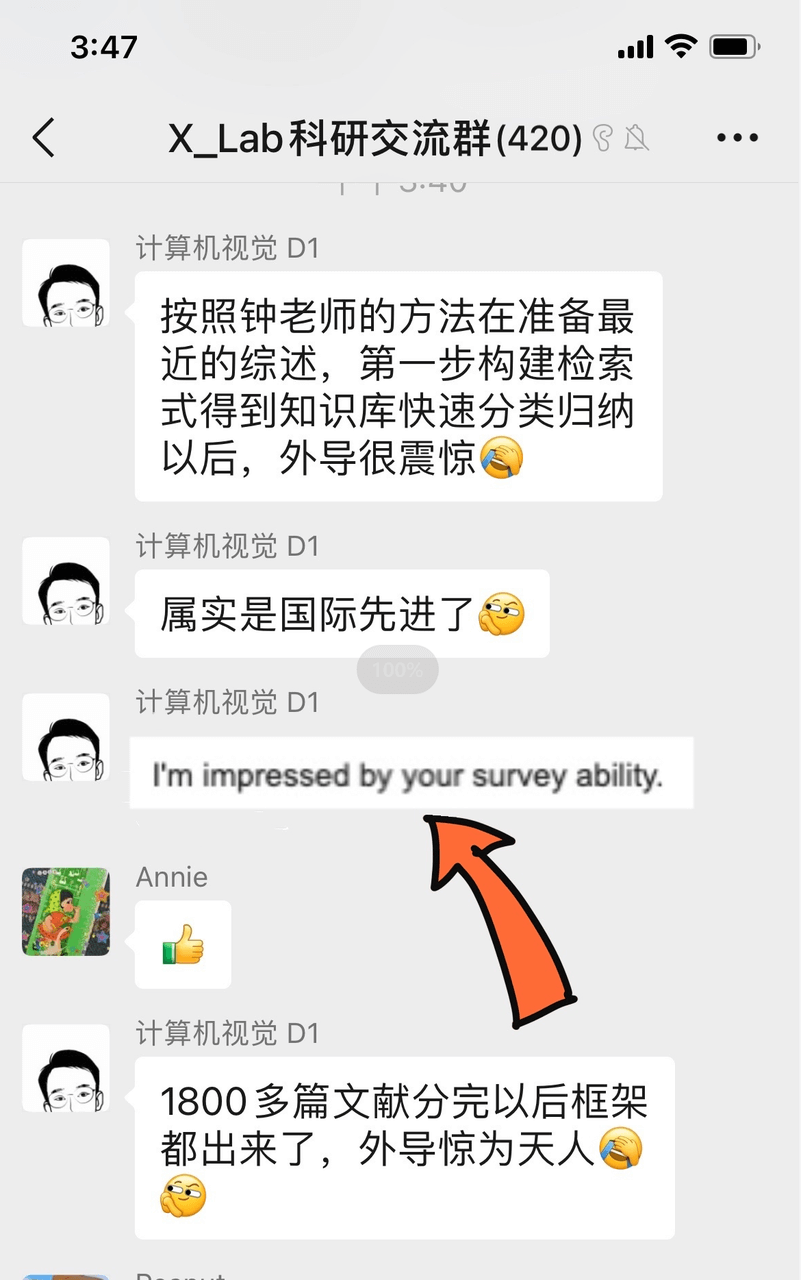 3:47
X_Lab科研交流群(420)
计算机视觉 D1
按照钟老师的方法在准备最
近的综述，第一步构建检索
式得到知识库快速分类归纳
以后，外导很震惊🤦
计算机视觉 D1
属实是国际先进了
100%
计算机视觉 D1
I'm impressed by your survey ability.
Annie
👍
计算机视觉 D1
1800多篇文献分完以后框架
都出来了，外导惊为天人